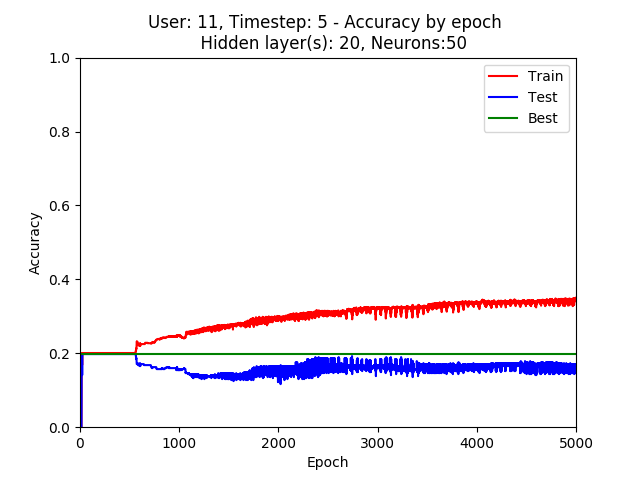 User: 11, Timestep: 5 - Accuracy by epoch
Hidden layer(s): 20, Neurons:50
Train
Test
Best
1.0
0.8
0.6
0.4
0.2
0.0
Accuracy
0 1000 2000 3000 4000 5000
Epoch